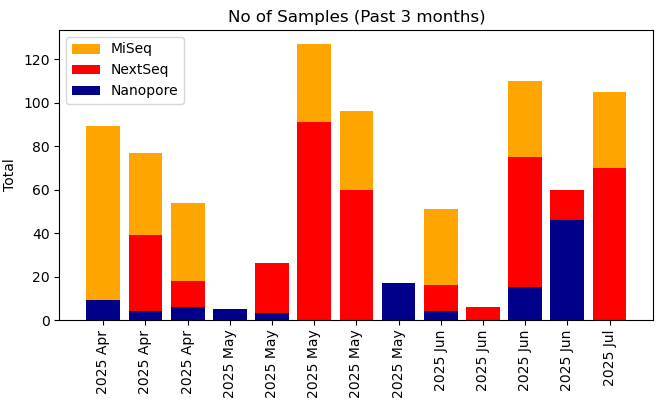 No of Samples (Past 3 months)
MiSeq
NextSeq
Nanopore
Total
120
100
80
60
40
20
0
2025 Apr
2025 Apr
2025 Apr
2025 May
2025 May
2025 May
2025 May
2025 May
2025 Jun
2025 Jun
2025 Jun
2025 Jun
2025 Jul